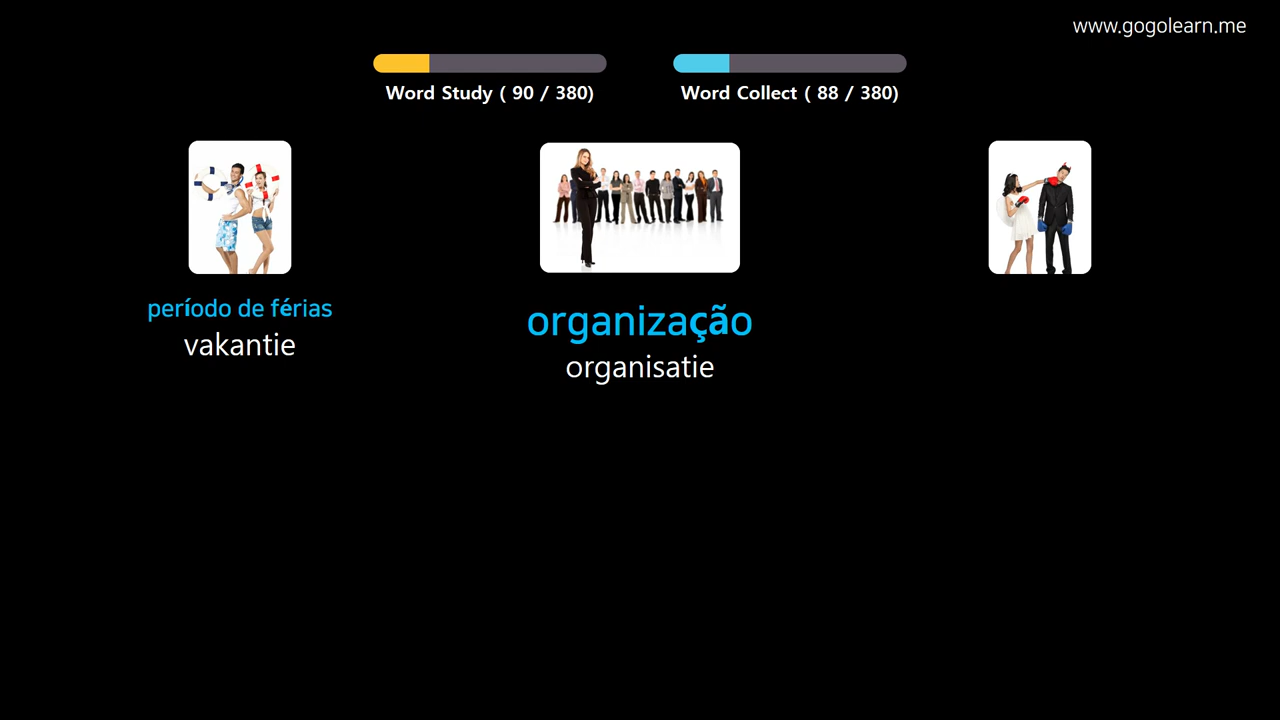 www.gogolearn.me
Word Study ( 90 / 380)
Word Collect ( 88 / 380)
período de férias
vakantie
organização
organisatie